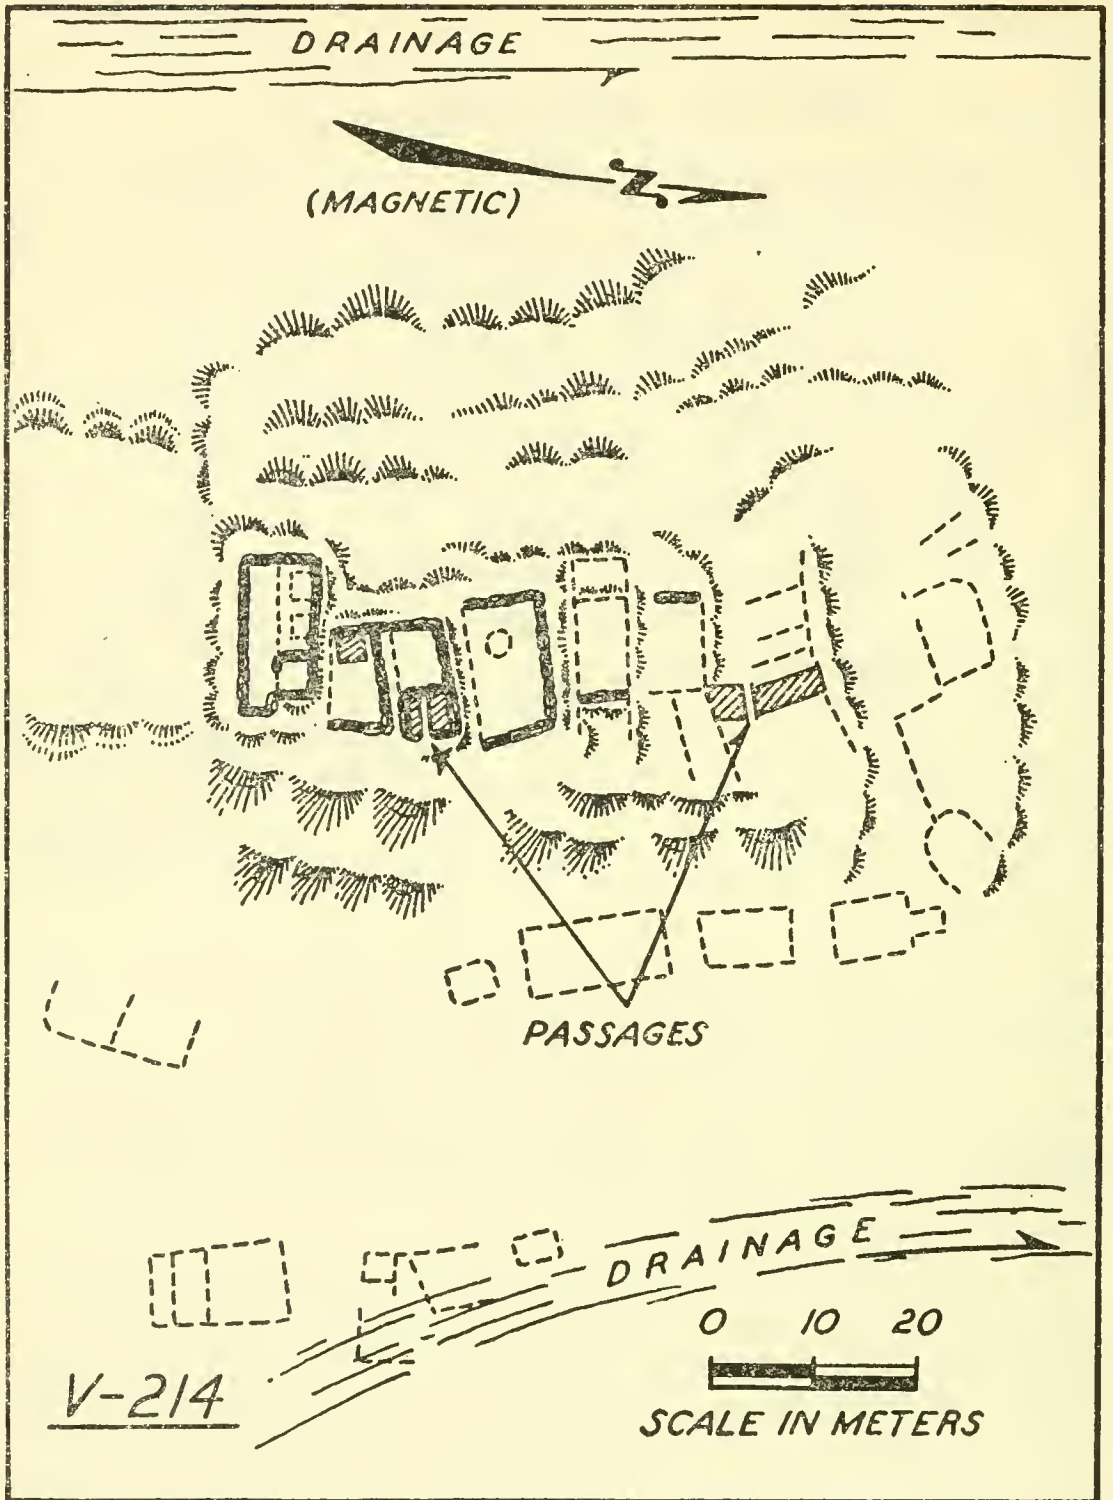 DRAINAGE
N
(MAGNETIC)
PASSAGES
DRAINAGE
0 10 20
SCALE IN METERS
V-214